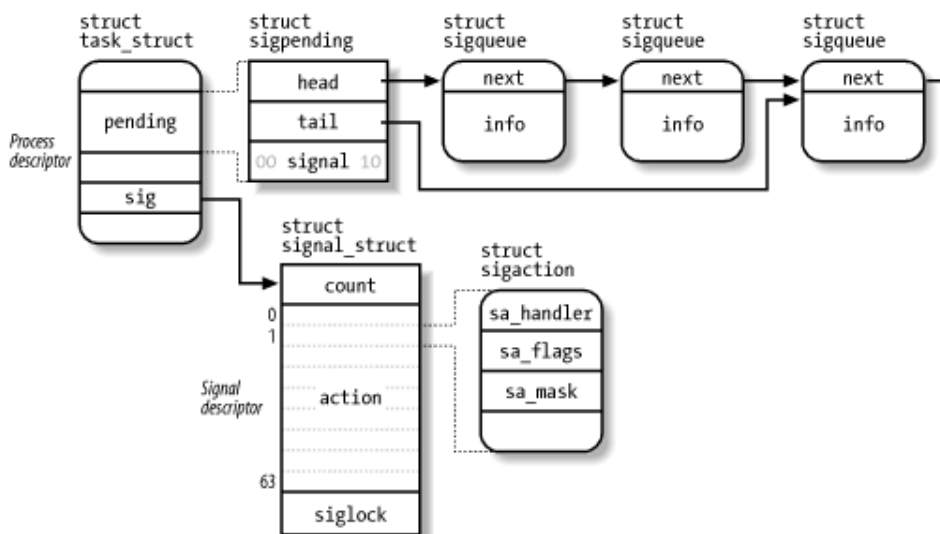 struct
task_struct
struct
sigpending
struct
sigqueue
struct
sigqueue
struct
sigqueue
Process
descriptor
pending
sig
head
tail
00 signal 10
next
info
next
info
next
info
struct
signal_struct
count
0
1
Signal
descriptor
action
63
siglock
struct
sigaction
sa_handler
sa_flags
sa_mask